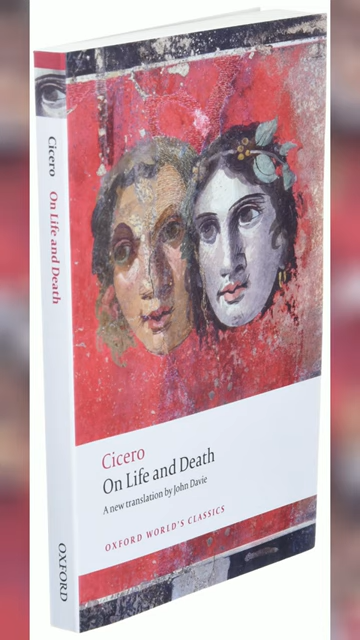 Cicero On Life and Death
OXFORD
Cicero
On Life and Death
A new translation by John Davie
OXFORD WORLD'S CLASSICS